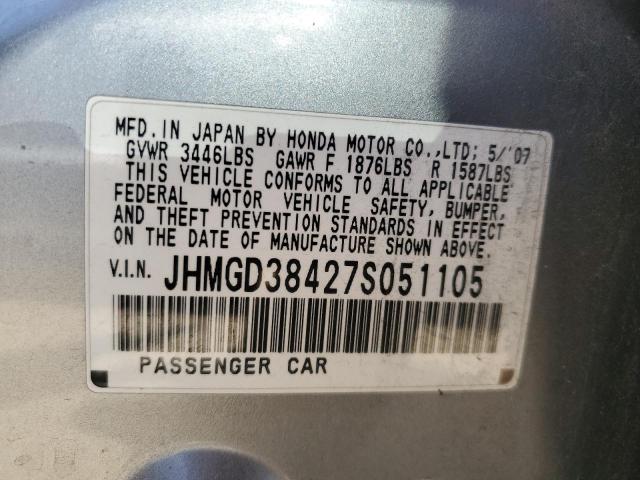 MFD. IN JAPAN BY HONDA MOTOR CO., LTD; 5/'07
GVWR 3446LBS GAWR F 1876LBS R 1587LBS
THIS VEHICLE CONFORMS TO ALL APPLICABLE
FEDERAL MOTOR VEHICLE SAFETY, BUMPER,
AND THEFT PREVENTION STANDARDS IN EFFECT
ON THE DATE OF MANUFACTURE SHOWN ABOVE.
V.I.N. JHMGD38427S051105
PASSENGER CAR